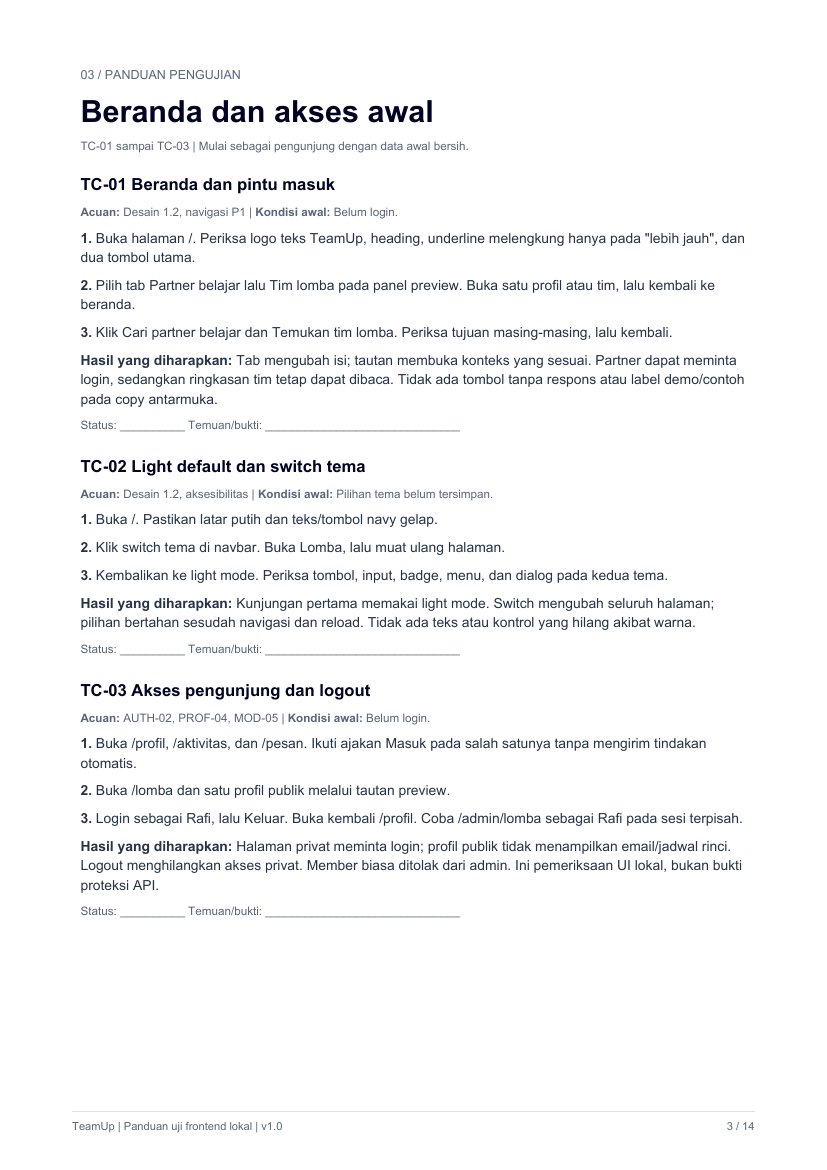 03 / PANDUAN PENGUJIAN
Beranda dan akses awal
TC-01 sampai TC-03 | Mulai sebagai pengunjung dengan data awal bersih.
TC-01 Beranda dan pintu masuk
Acuan: Desain 1.2, navigasi P1 | Kondisi awal: Belum login.
1. Buka halaman /. Periksa logo teks TeamUp, heading, underline melengkung hanya pada "lebih jauh", dan
dua tombol utama.
2. Pilih tab Partner belajar lalu Tim lomba pada panel preview. Buka satu profil atau tim, lalu kembali ke
beranda.
3. Klik Cari partner belajar dan Temukan tim lomba. Periksa tujuan masing-masing, lalu kembali.
Hasil yang diharapkan: Tab mengubah isi; tautan membuka konteks yang sesuai. Partner dapat meminta
login, sedangkan ringkasan tim tetap dapat dibaca. Tidak ada tombol tanpa respons atau label demo/contoh
pada copy antarmuka.
Status: __________ Temuan/bukti: ______________________________
TC-02 Light default dan switch tema
Acuan: Desain 1.2, aksesibilitas | Kondisi awal: Pilihan tema belum tersimpan.
1. Buka /. Pastikan latar putih dan teks/tombol navy gelap.
2. Klik switch tema di navbar. Buka Lomba, lalu muat ulang halaman.
3. Kembalikan ke light mode. Periksa tombol, input, badge, menu, dan dialog pada kedua tema.
Hasil yang diharapkan: Kunjungan pertama memakai light mode. Switch mengubah seluruh halaman;
pilihan bertahan sesudah navigasi dan reload. Tidak ada teks atau kontrol yang hilang akibat warna.
Status: __________ Temuan/bukti: ______________________________
TC-03 Akses pengunjung dan logout
Acuan: AUTH-02, PROF-04, MOD-05 | Kondisi awal: Belum login.
1. Buka /profil, /aktivitas, dan /pesan. Ikuti ajakan Masuk pada salah satunya tanpa mengirim tindakan
otomatis.
2. Buka /lomba dan satu profil publik melalui tautan preview.
3. Login sebagai Rafi, lalu Keluar. Buka kembali /profil. Coba /admin/lomba sebagai Rafi pada sesi terpisah.
Hasil yang diharapkan: Halaman privat meminta login; profil publik tidak menampilkan email/jadwal rinci.
Logout menghilangkan akses privat. Member biasa ditolak dari admin. Ini pemeriksaan UI lokal, bukan bukti
proteksi API.
Status: __________ Temuan/bukti: ______________________________
TeamUp | Panduan uji frontend lokal | v1.0
3 / 14